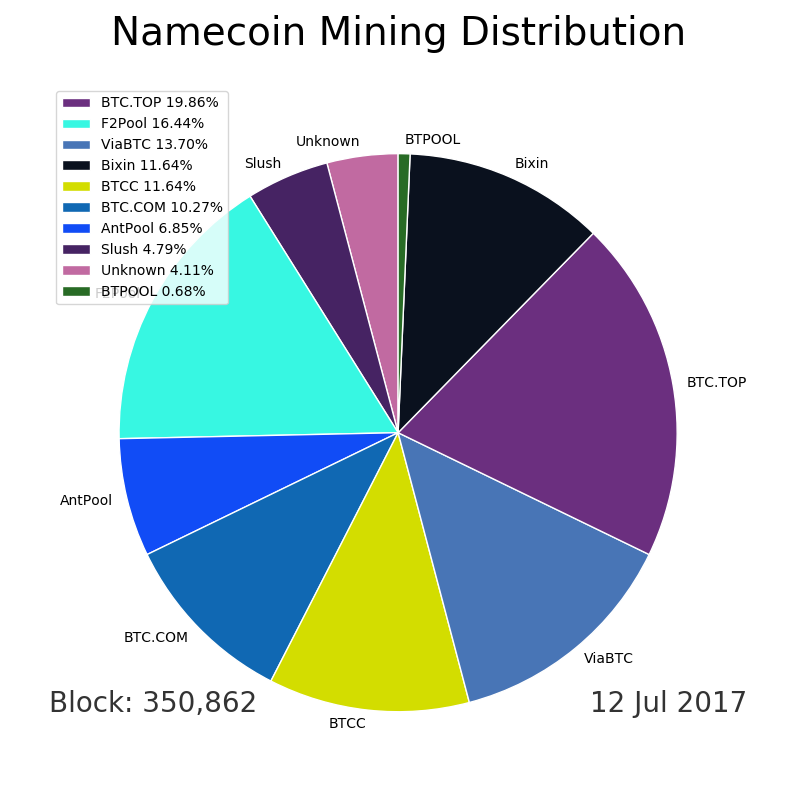 Namecoin Mining Distribution
BTC.TOP 19.86%
F2Pool 16.44%
ViaBTC 13.70%
Bixin 11.64%
BTCC 11.64%
BTC.COM 10.27%
AntPool 6.85%
Slush 4.79%
Unknown 4.11%
BTPOOL 0.68%
BTPOOL
Bixin
Unknown
Slush
BTC.TOP
AntPool
BTC.COM
ViaBTC
BTCC
Block: 350,862
12 Jul 2017